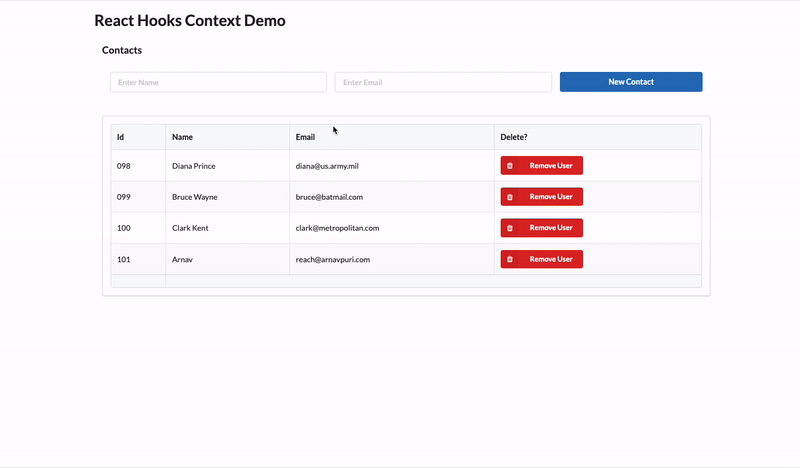 React Hooks Context Demo
Contacts
Enter Name Enter Email New Contact
Id Name Email Delete?
098 Diana Prince diana@us.army.mil Remove User
099 Bruce Wayne bruce@batmail.com Remove User
100 Clark Kent clark@metropolitan.com Remove User
101 Arnav reach@arnavpuri.com Remove User